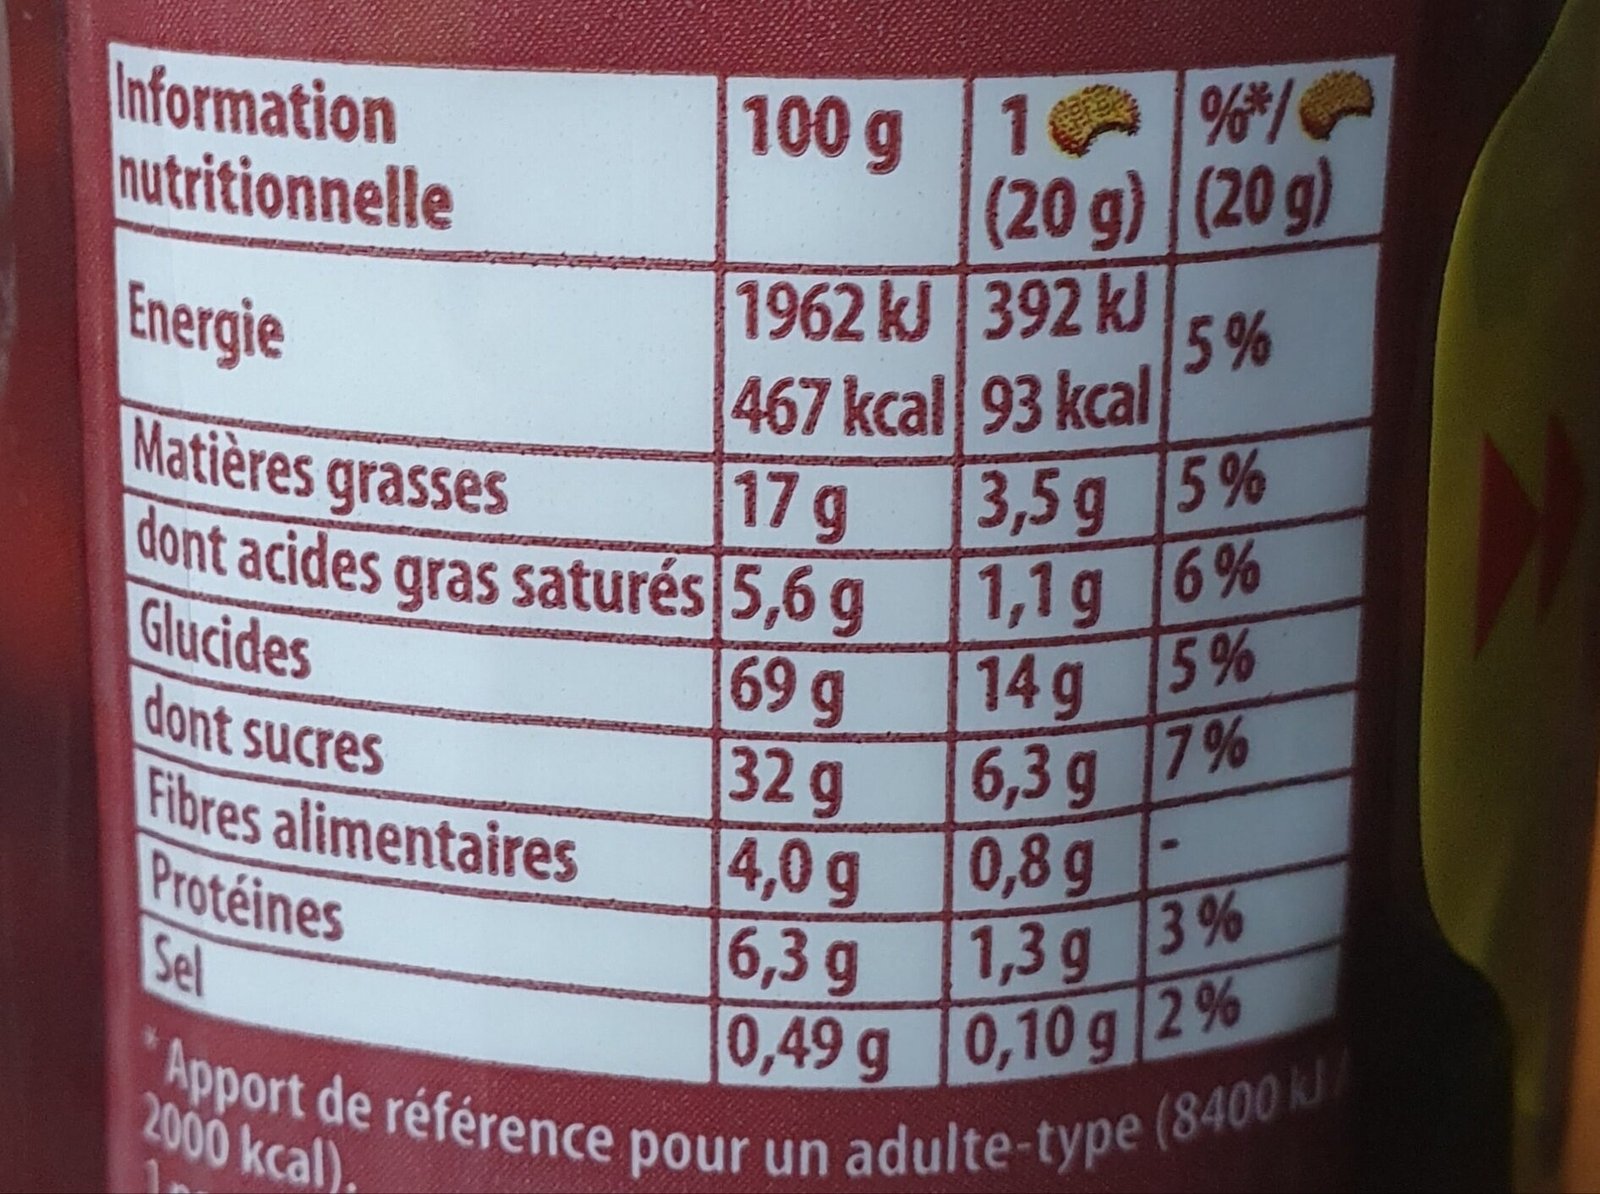 Information nutritionnelle 100 g 1 (20 g) %*/ (20 g)
Energie 1962 kJ 392 kJ 5 %
467 kcal 93 kcal
Matières grasses 17 g 3,5 g 5 %
dont acides gras saturés 5,6 g 1,1 g 6 %
Glucides 69 g 14 g 5 %
dont sucres 32 g 6,3 g 7 %
Fibres alimentaires 4,0 g 0,8 g -
Protéines 6,3 g 1,3 g 3 %
Sel 0,49 g 0,10 g 2 %
* Apport de référence pour un adulte-type (8400 kJ /
2000 kcal).
1